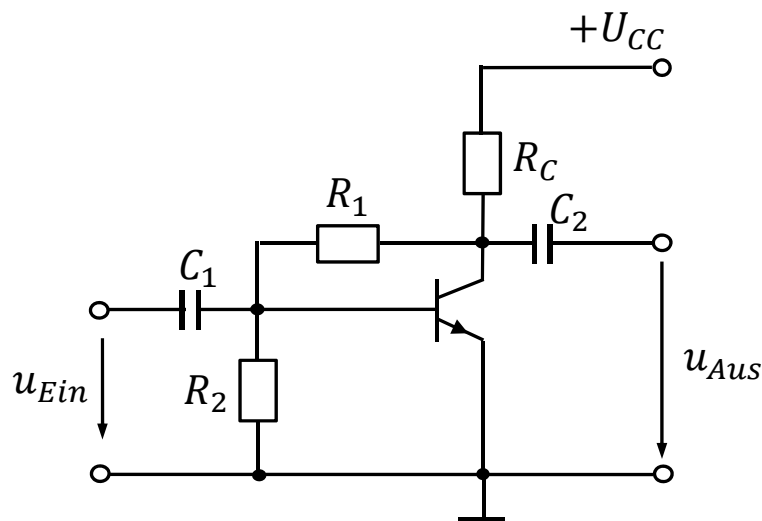 +U_CC
R_C
R_1
C_2
C_1
u_Ein
R_2
u_Aus